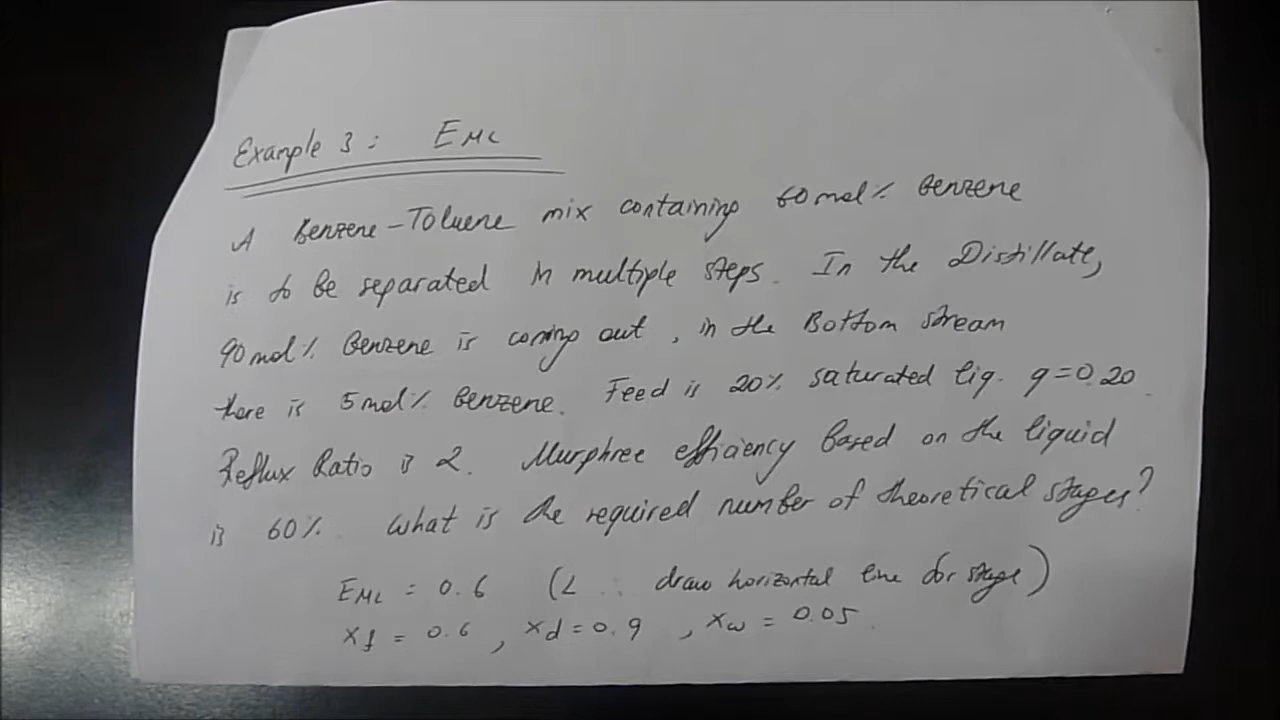 Example 3: EML
A Benzene-Toluene mix containing 60 mol% Benzene
is to be separated in multiple steps. In the Distillate,
90 mol% Benzene is coming out, in the Bottom stream
there is 5 mol% Benzene. Feed is 20% saturated liq. q=0.20
Reflux Ratio is 2. Murphree efficiency based on the liquid
is 60%. What is the required number of theoretical stages?
EML = 0.6 (L ∴ draw horizontal line for stage)
xf = 0.6, xd = 0.9, xw = 0.05